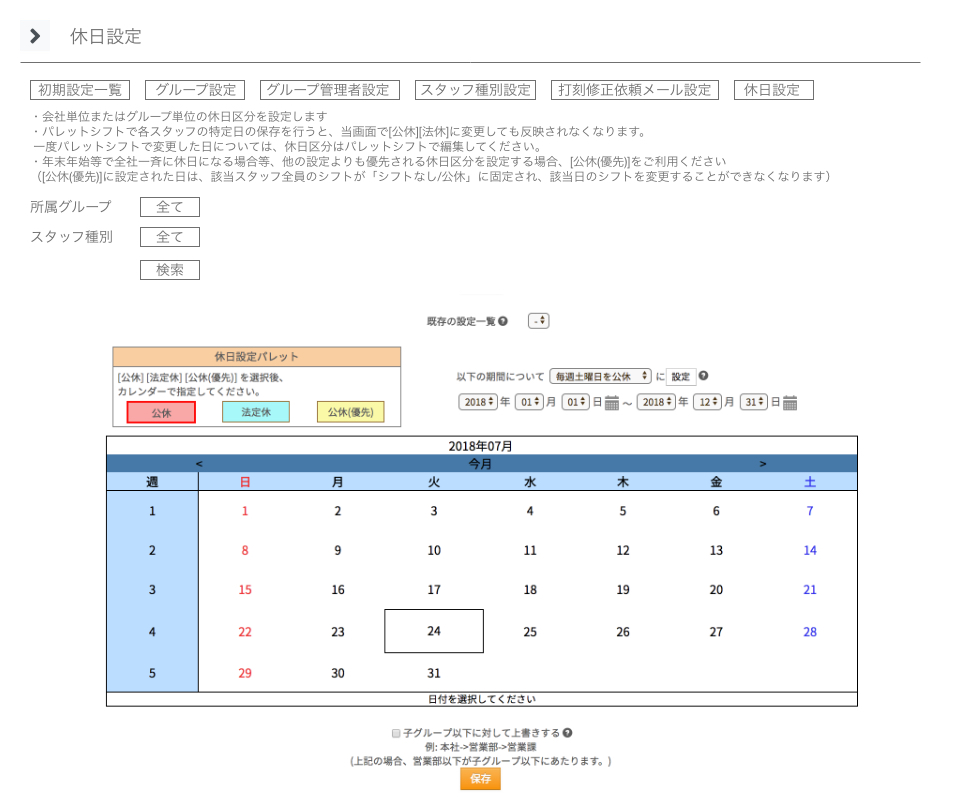 休日設定
初期設定一覧 グループ設定 グループ管理者設定 スタッフ種別設定 打刻修正依頼メール設定 休日設定
・会社単位またはグループ単位の休日区分を設定します
・パレットシフトで各スタッフの特定日の保存を行うと、当画面で[公休][法休]に変更しても反映されなくなります。
一度パレットシフトで変更した日については、休日区分はパレットシフトで編集してください。
・年末年始等で全社一斉に休日になる場合等、他の設定よりも優先される休日区分を設定する場合、[公休(優先)]をご利用ください
（[公休(優先)]に設定された日は、該当スタッフ全員のシフトが「シフトなし/公休」に固定され、該当日のシフトを変更することができなくなります）
所属グループ 全て
スタッフ種別 全て
検索
既存の設定一覧 ? -
休日設定パレット
[公休] [法定休] [公休(優先)] を選択後、
カレンダーで指定してください。
公休 法定休 公休(優先)
以下の期間について 毎週土曜日を公休 に 設定 ?
2018 年 01 月 01 日 ～ 2018 年 12 月 31 日
2018年07月
< 今月 >
週 日 月 火 水 木 金 土
1 1 2 3 4 5 6 7
2 8 9 10 11 12 13 14
3 15 16 17 18 19 20 21
4 22 23 24 25 26 27 28
5 29 30 31
日付を選択してください
子グループ以下に対して上書きする ?
例: 本社->営業部->営業課
(上記の場合、営業部以下が子グループ以下にあたります。)
保存